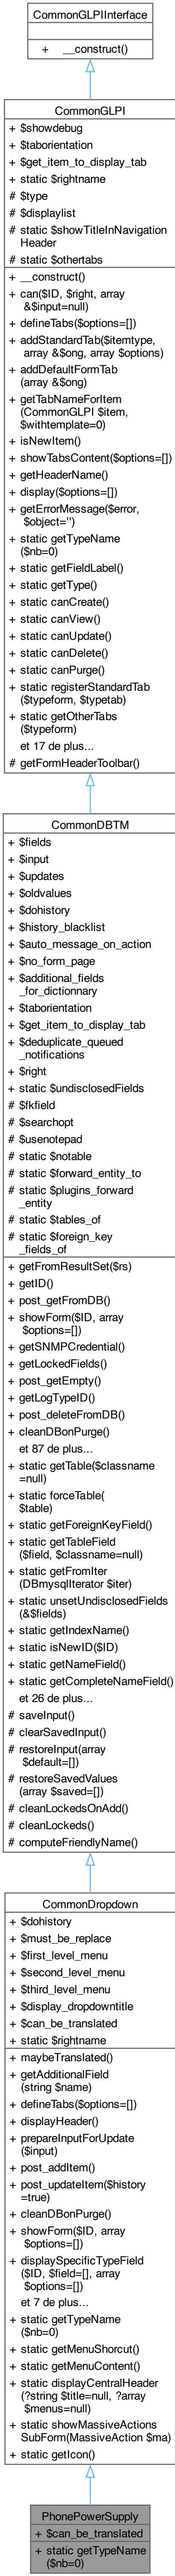 CommonGLPIInterface
+ __construct()
CommonGLPI
+ $showdebug
+ $taborientation
+ $get_item_to_display_tab
+ static $rightname
# $type
# $displaylist
# static $showTitleInNavigation
Header
# static $othertabs
+ __construct()
+ can($ID, $right, array
&$input=null)
+ defineTabs($options=[])
+ addStandardTab($itemtype,
array &$ong, array $options)
+ addDefaultFormTab
(array &$ong)
+ getTabNameForItem
(CommonGLPI $item,
$withtemplate=0)
+ isNewItem()
+ showTabsContent($options=[])
+ getHeaderName()
+ display($options=[])
+ getErrorMessage($error,
$object='')
+ static getTypeName
($nb=0)
+ static getFieldLabel()
+ static getType()
+ static canCreate()
+ static canView()
+ static canUpdate()
+ static canDelete()
+ static canPurge()
+ static registerStandardTab
($typeform, $typetab)
+ static getOtherTabs
($typeform)
et 17 de plus...
# getFormHeaderToolbar()
CommonDBTM
+ $fields
+ $input
+ $updates
+ $oldvalues
+ $dohistory
+ $history_blacklist
+ $auto_message_on_action
+ $no_form_page
+ $additional_fields
_for_dictionnary
+ $taborientation
+ $get_item_to_display_tab
+ $deduplicate_queued
_notifications
+ $right
+ static $undisclosedFields
# $fkfield
# $searchopt
# $usenotepad
# static $notable
# static $forward_entity_to
# static $plugins_forward
_entity
# static $tables_of
# static $foreign_key
_fields_of
+ getFromResultSet($rs)
+ getID()
+ post_getFromDB()
+ showForm($ID, array
$options=[])
+ getSNMPCredential()
+ getLockedFields()
+ post_getEmpty()
+ getLogTypeID()
+ post_deleteFromDB()
+ cleanDBonPurge()
et 87 de plus...
+ static getTable($classname
=null)
+ static forceTable(
$table)
+ static getForeignKeyField()
+ static getTableField
($field, $classname=null)
+ static getFromIter
(DBmysqlIterator $iter)
+ static unsetUndisclosedFields
(&$fields)
+ static getIndexName()
+ static isNewID($ID)
+ static getNameField()
+ static getCompleteNameField()
et 26 de plus...
# saveInput()
# clearSavedInput()
# restoreInput(array
$default=[])
# restoreSavedValues
(array $saved=[])
# cleanLockedsOnAdd()
# cleanLockeds()
# computeFriendlyName()
CommonDropdown
+ $dohistory
+ $must_be_replace
+ $first_level_menu
+ $second_level_menu
+ $third_level_menu
+ $display_dropdowntitle
+ $can_be_translated
+ static $rightname
+ maybeTranslated()
+ getAdditionalField
(string $name)
+ defineTabs($options=[])
+ displayHeader()
+ prepareInputForUpdate
($input)
+ post_addItem()
+ post_updateItem($history
=true)
+ cleanDBonPurge()
+ showForm($ID, array
$options=[])
+ displaySpecificTypeField
($ID, $field=[], array
$options=[])
et 7 de plus...
+ static getTypeName
($nb=0)
+ static getMenuShorcut()
+ static getMenuContent()
+ static displayCentralHeader
(?string $title=null, ?array
$menus=null)
+ static showMassiveActions
SubForm(MassiveAction $ma)
+ static getIcon()
PhonePowerSupply
+ $can_be_translated
+ static getTypeName
($nb=0)